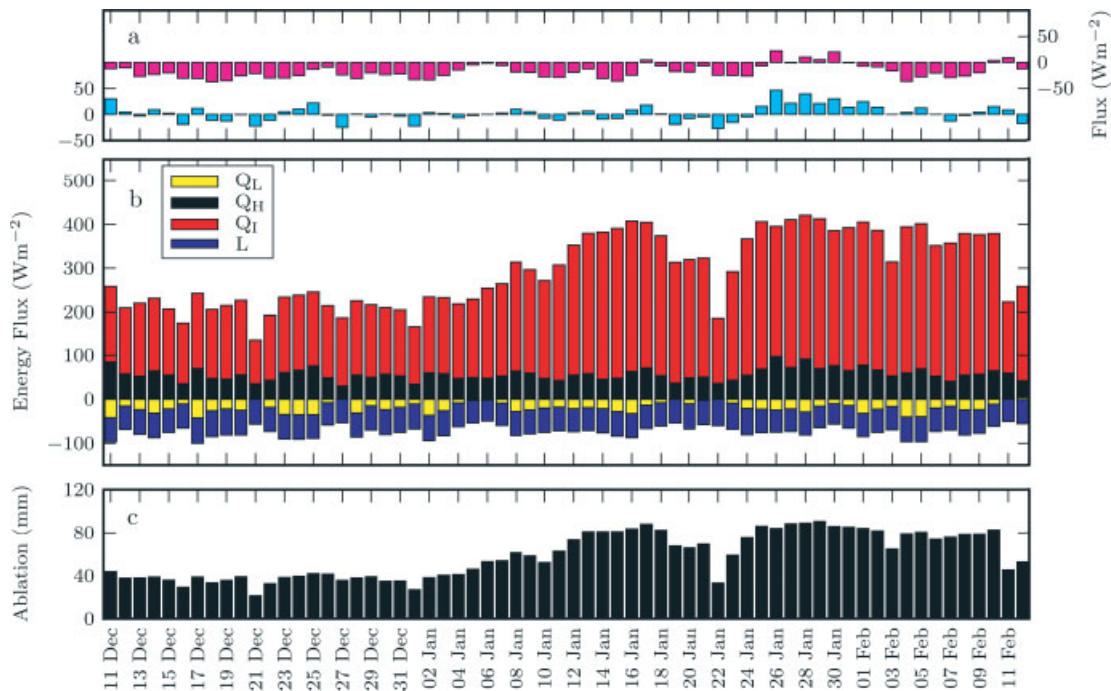 a
50
0
−50
Flux (Wm−2)
50
0
−50
b
Q_L
Q_H
Q_I
L
500
400
300
200
100
0
−100
Energy Flux (Wm−2)
c
120
80
40
0
Ablation (mm)
11 Dec
13 Dec
15 Dec
17 Dec
19 Dec
21 Dec
23 Dec
25 Dec
27 Dec
29 Dec
31 Dec
02 Jan
04 Jan
06 Jan
08 Jan
10 Jan
12 Jan
14 Jan
16 Jan
18 Jan
20 Jan
22 Jan
24 Jan
26 Jan
28 Jan
30 Jan
01 Feb
03 Feb
05 Feb
07 Feb
09 Feb
11 Feb